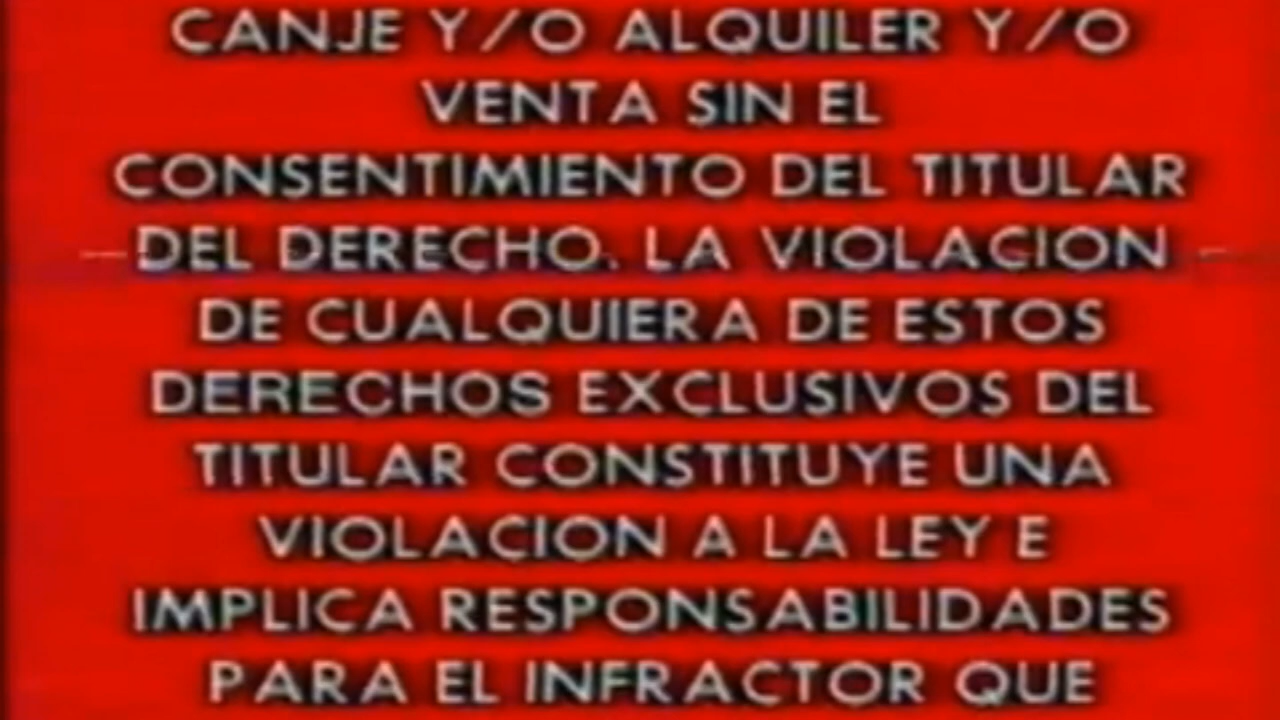 CANJE Y/O ALQUILER Y/O
VENTA SIN EL
CONSENTIMIENTO DEL TITULAR
DEL DERECHO. LA VIOLACION
DE CUALQUIERA DE ESTOS
DERECHOS EXCLUSIVOS DEL
TITULAR CONSTITUYE UNA
VIOLACION A LA LEY E
IMPLICA RESPONSABILIDADES
PARA EL INFRACTOR QUE